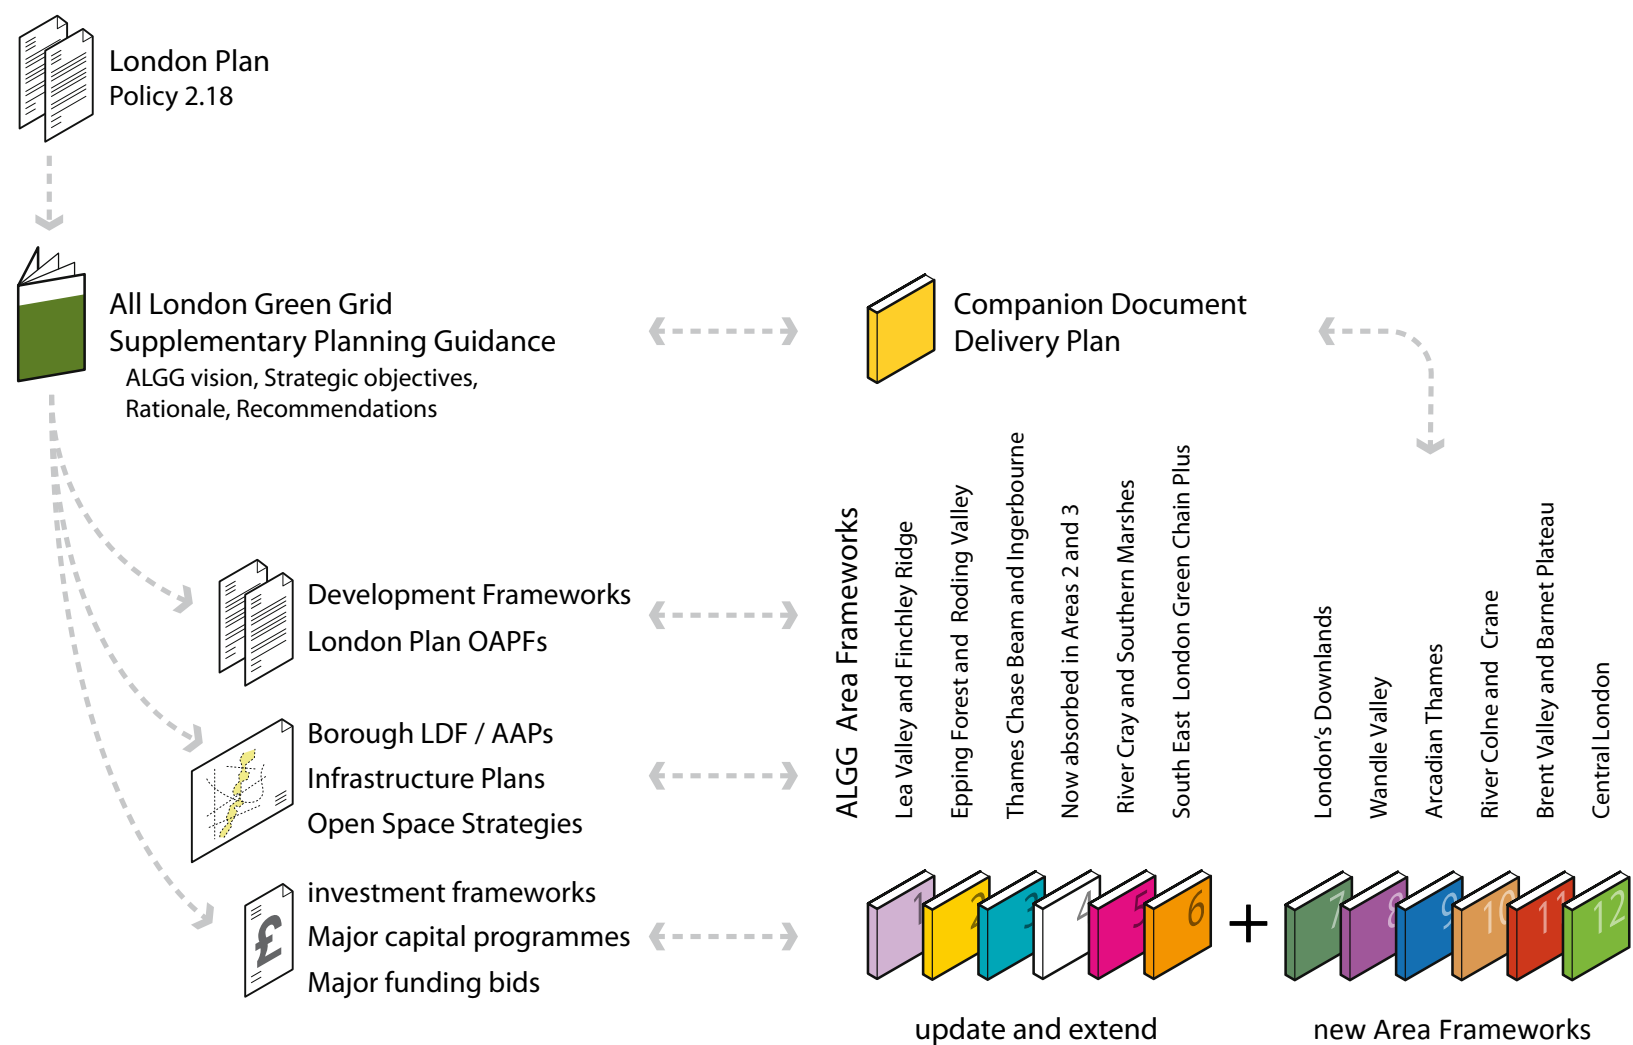 London Plan
Policy 2.18
All London Green Grid
Supplementary Planning Guidance
ALGG vision, Strategic objectives,
Rationale, Recommendations
Companion Document
Delivery Plan
Development Frameworks
London Plan OAPFs
Borough LDF / AAPs
Infrastructure Plans
Open Space Strategies
£
investment frameworks
Major capital programmes
Major funding bids
ALGG Area Frameworks
Lea Valley and Finchley Ridge
Epping Forest and Roding Valley
Thames Chase Beam and Ingerbourne
Now absorbed in Areas 2 and 3
River Cray and Southern Marshes
South East London Green Chain Plus
London's Downlands
Wandle Valley
Arcadian Thames
River Colne and Crane
Brent Valley and Barnet Plateau
Central London
1 2 3 4 5 6 + 7 8 9 10 11 12
update and extend
new Area Frameworks